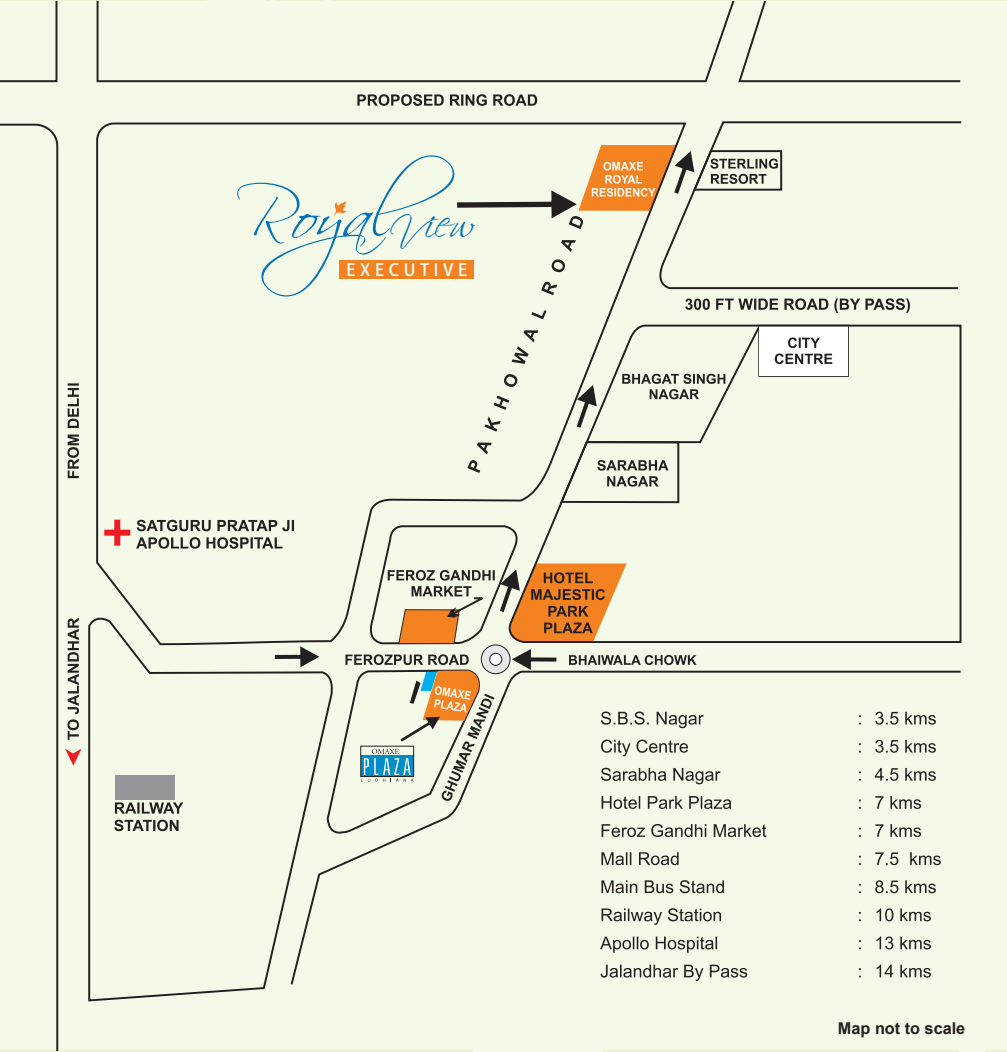 PROPOSED RING ROAD
OMAXE
ROYAL
RESIDENCY
STERLING
RESORT
Royal View
EXECUTIVE
PAKHOWAL ROAD
300 FT WIDE ROAD (BY PASS)
CITY
CENTRE
BHAGAT SINGH
NAGAR
SARABHA
NAGAR
FROM DELHI
SATGURU PRATAP JI
APOLLO HOSPITAL
FEROZ GANDHI
MARKET
HOTEL
MAJESTIC
PARK
PLAZA
FEROZPUR ROAD
BHAIWALA CHOWK
TO JALANDHAR
OMAXE
PLAZA
GHUMAR MANDI
OMAXE
PLAZA
LUDHIANA
RAILWAY
STATION
S.B.S. Nagar : 3.5 kms
City Centre : 3.5 kms
Sarabha Nagar : 4.5 kms
Hotel Park Plaza : 7 kms
Feroz Gandhi Market : 7 kms
Mall Road : 7.5 kms
Main Bus Stand : 8.5 kms
Railway Station : 10 kms
Apollo Hospital : 13 kms
Jalandhar By Pass : 14 kms
Map not to scale